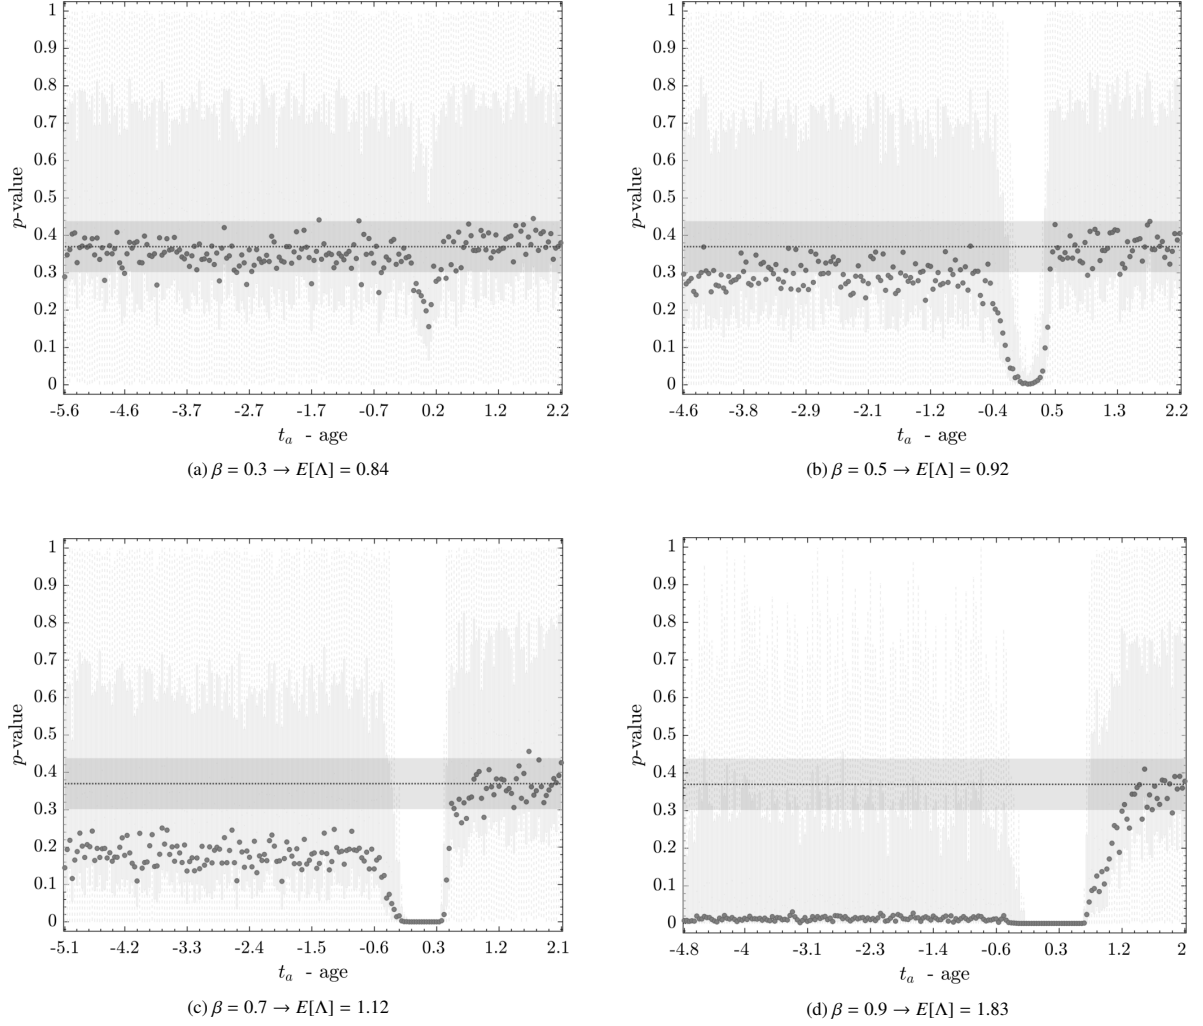 1
0.9
0.8
0.7
0.6
0.5
0.4
0.3
0.2
0.1
0
p-value
-5.6 -4.6 -3.7 -2.7 -1.7 -0.7 0.2 1.2 2.2
t_a - age
(a) β = 0.3 → E[Λ] = 0.84
1
0.9
0.8
0.7
0.6
0.5
0.4
0.3
0.2
0.1
0
p-value
-4.6 -3.8 -2.9 -2.1 -1.2 -0.4 0.5 1.3 2.2
t_a - age
(b) β = 0.5 → E[Λ] = 0.92
1
0.9
0.8
0.7
0.6
0.5
0.4
0.3
0.2
0.1
0
p-value
-5.1 -4.2 -3.3 -2.4 -1.5 -0.6 0.3 1.2 2.1
t_a - age
(c) β = 0.7 → E[Λ] = 1.12
1
0.9
0.8
0.7
0.6
0.5
0.4
0.3
0.2
0.1
0
p-value
-4.8 -4 -3.1 -2.3 -1.4 -0.6 0.3 1.2 2
t_a - age
(d) β = 0.9 → E[Λ] = 1.83